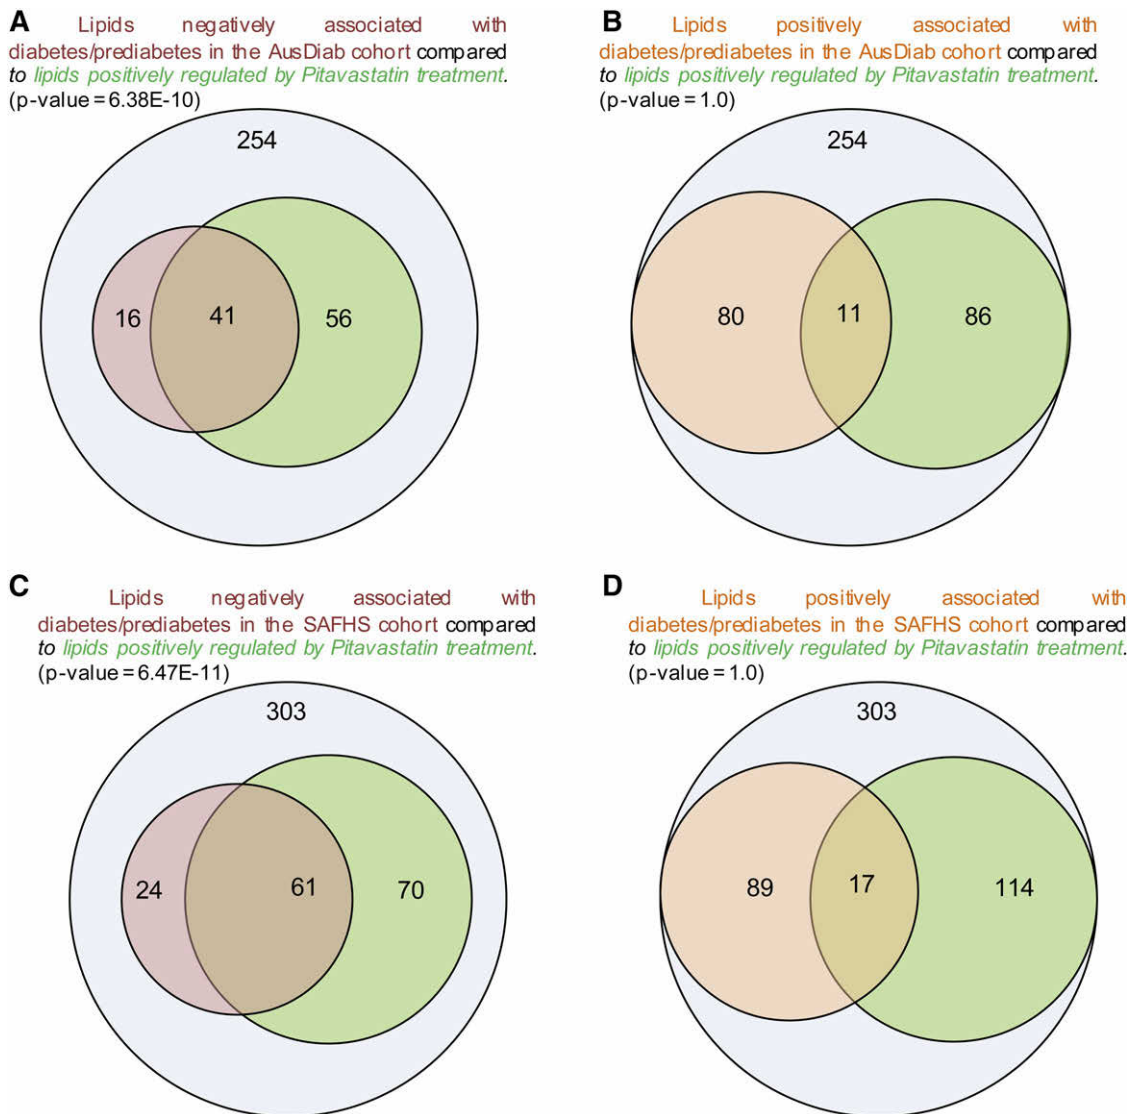 A Lipids negatively associated with
diabetes/prediabetes in the AusDiab cohort compared
to lipids positively regulated by Pitavastatin treatment.
(p-value = 6.38E-10)
254
16 41 56
B Lipids positively associated with
diabetes/prediabetes in the AusDiab cohort compared
to lipids positively regulated by Pitavastatin treatment.
(p-value = 1.0)
254
80 11 86
C Lipids negatively associated with
diabetes/prediabetes in the SAFHS cohort compared
to lipids positively regulated by Pitavastatin treatment.
(p-value = 6.47E-11)
303
24 61 70
D Lipids positively associated with
diabetes/prediabetes in the SAFHS cohort compared
to lipids positively regulated by Pitavastatin treatment.
(p-value = 1.0)
303
89 17 114